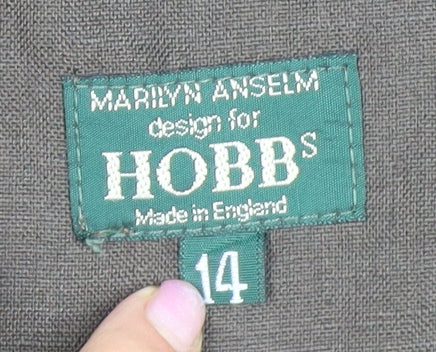 MARILYN ANSELM
design for
HOBBS
Made in England
14